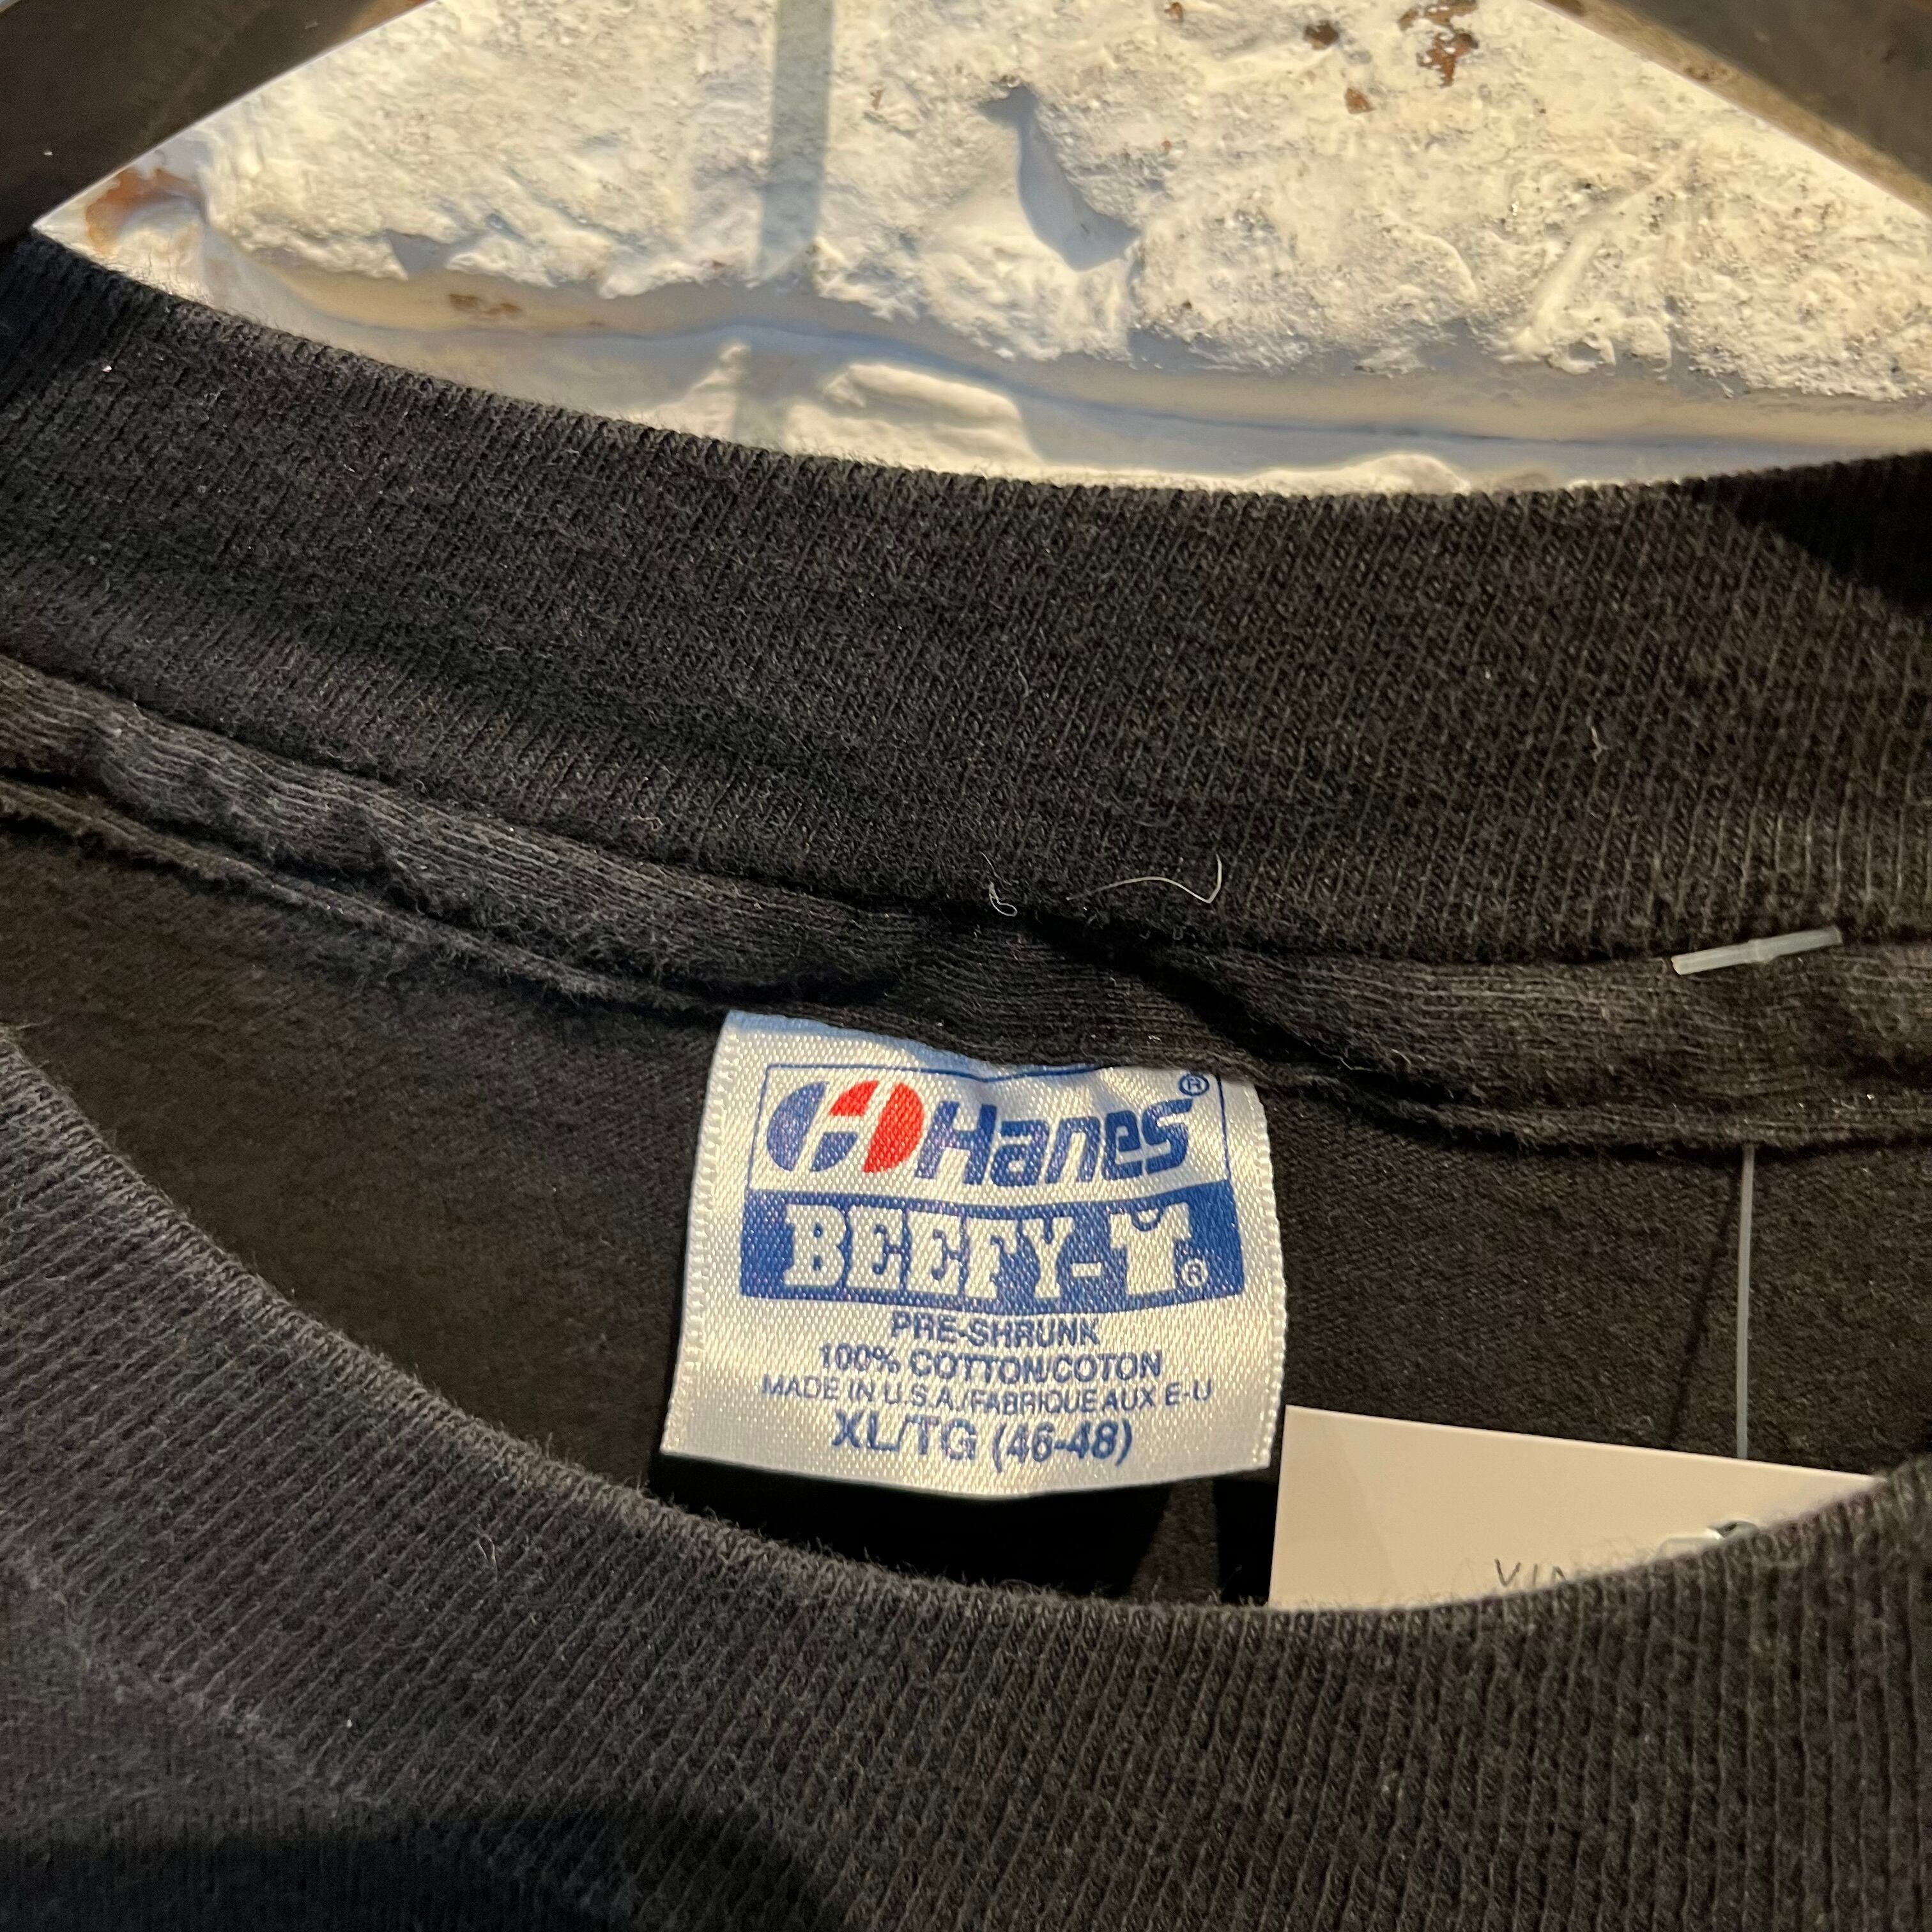 Hanes®
BEEFY-T®
PRE-SHRUNK
100% COTTON/COTON
MADE IN U.S.A./FABRIQUE AUX E-U
XL/TG (46-48)